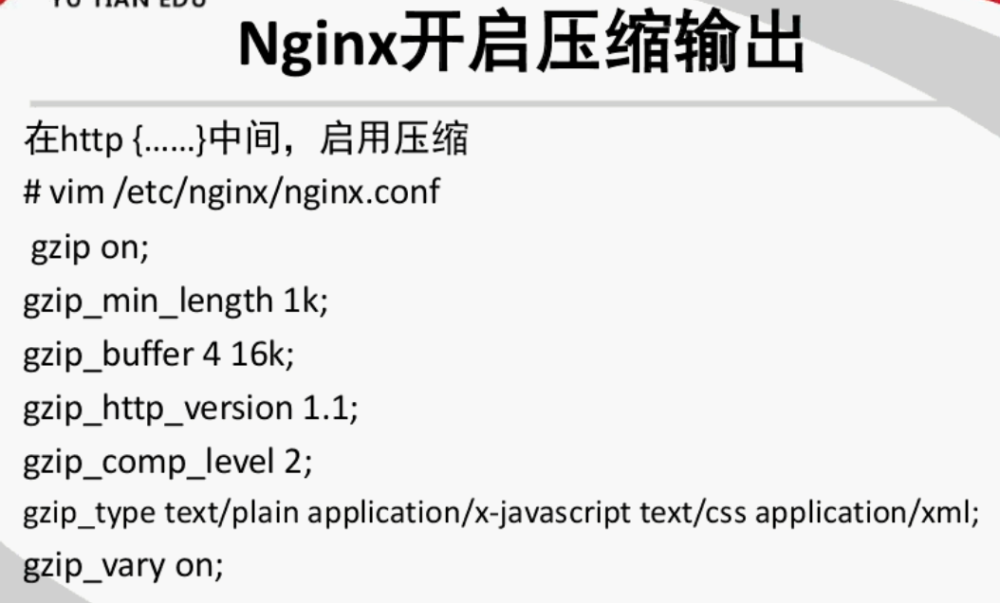 YU TIAN EDU
Nginx开启压缩输出
在http {......}中间，启用压缩
# vim /etc/nginx/nginx.conf
gzip on;
gzip_min_length 1k;
gzip_buffer 4 16k;
gzip_http_version 1.1;
gzip_comp_level 2;
gzip_type text/plain application/x-javascript text/css application/xml;
gzip_vary on;